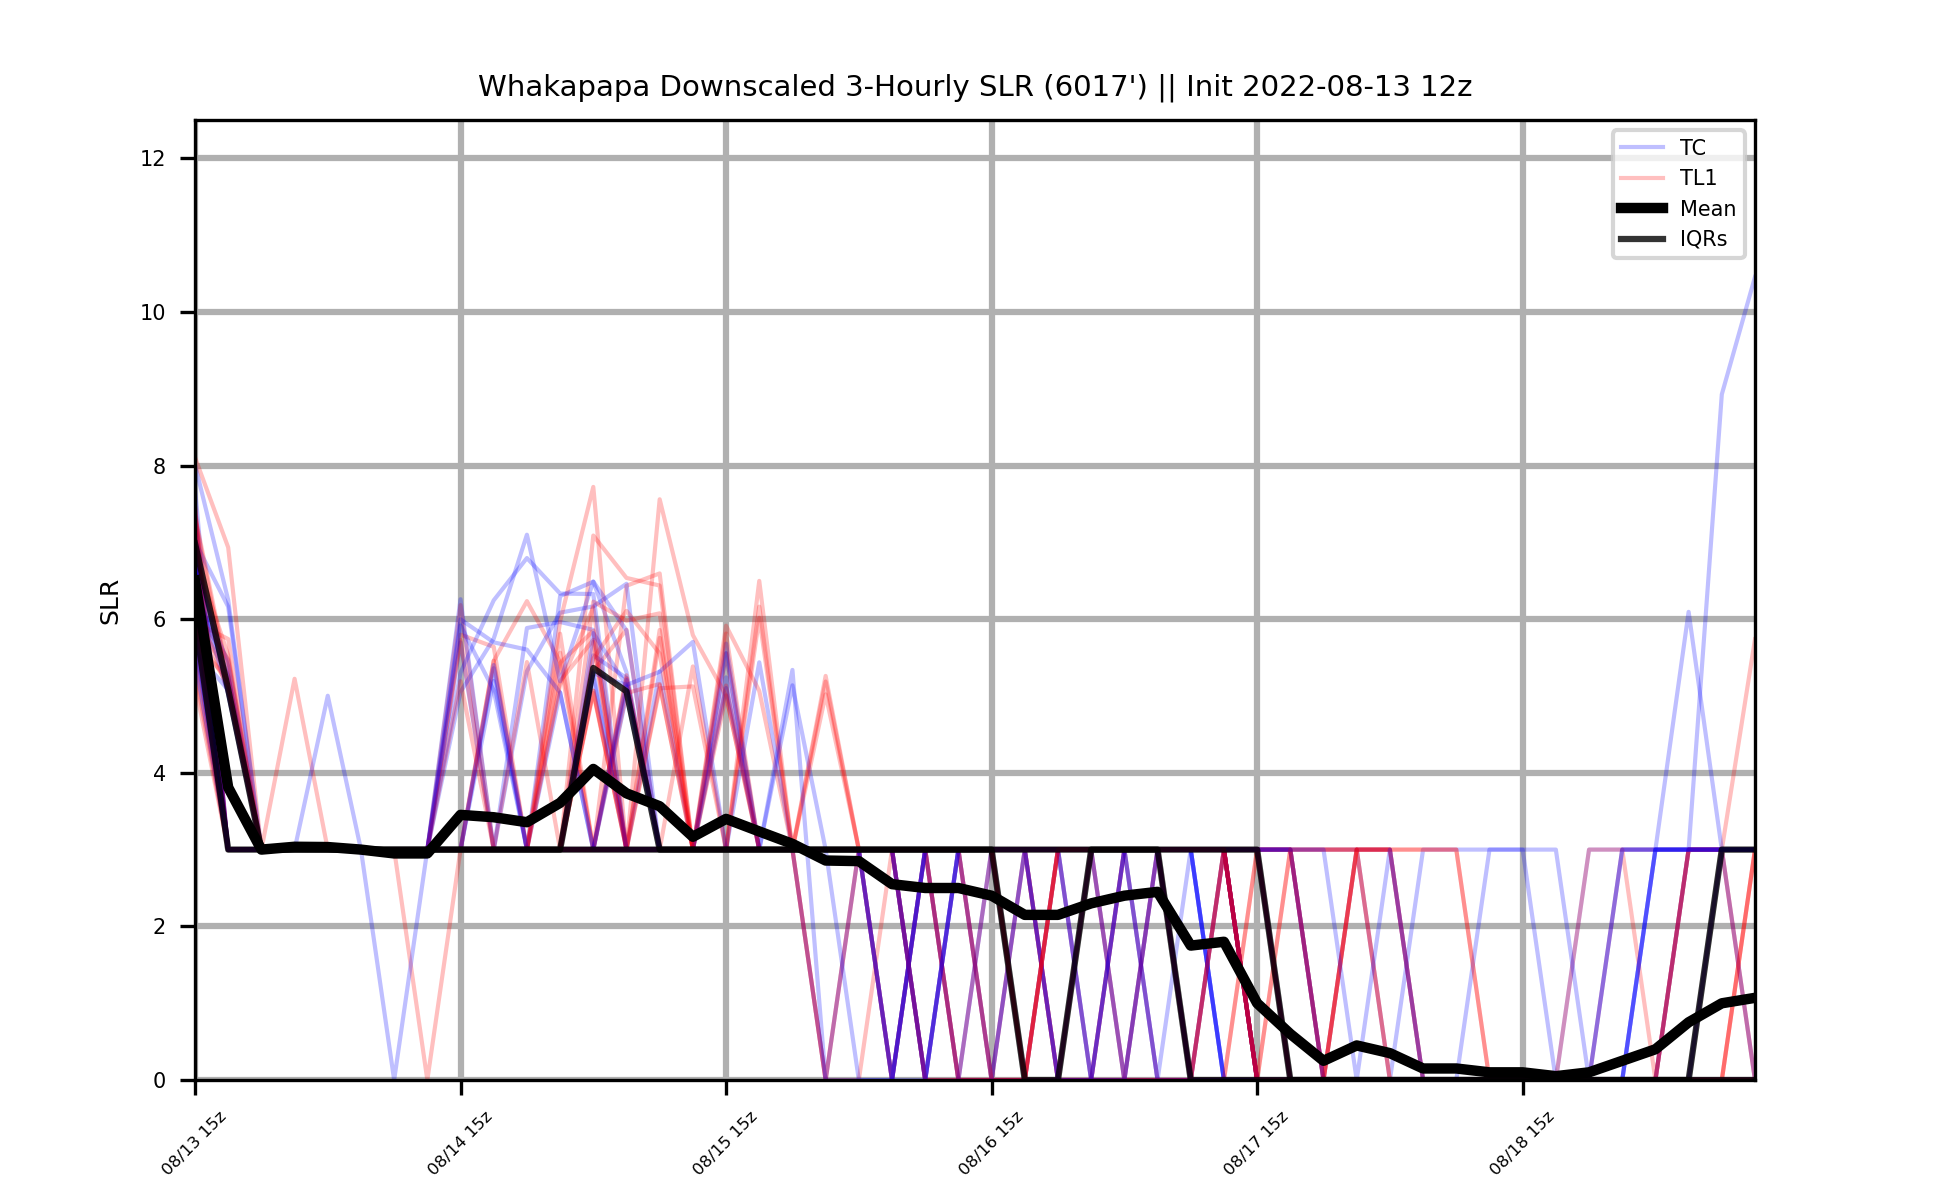 Whakapapa Downscaled 3-Hourly SLR (6017') || Init 2022-08-13 12z
TC
TL1
Mean
IQRs
12
10
8
6
4
2
0
SLR
08/13 15z
08/14 15z
08/15 15z
08/16 15z
08/17 15z
08/18 15z